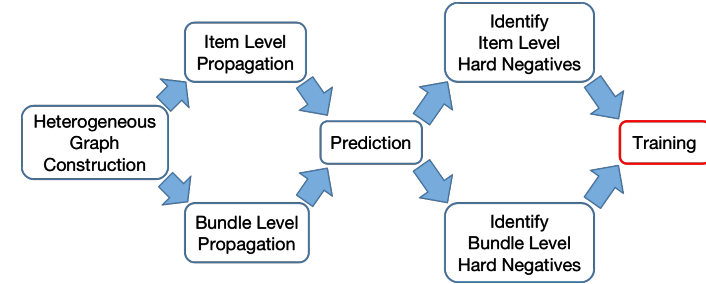 Heterogeneous
Graph
Construction
Item Level
Propagation
Bundle Level
Propagation
Prediction
Identify
Item Level
Hard Negatives
Identify
Bundle Level
Hard Negatives
Training